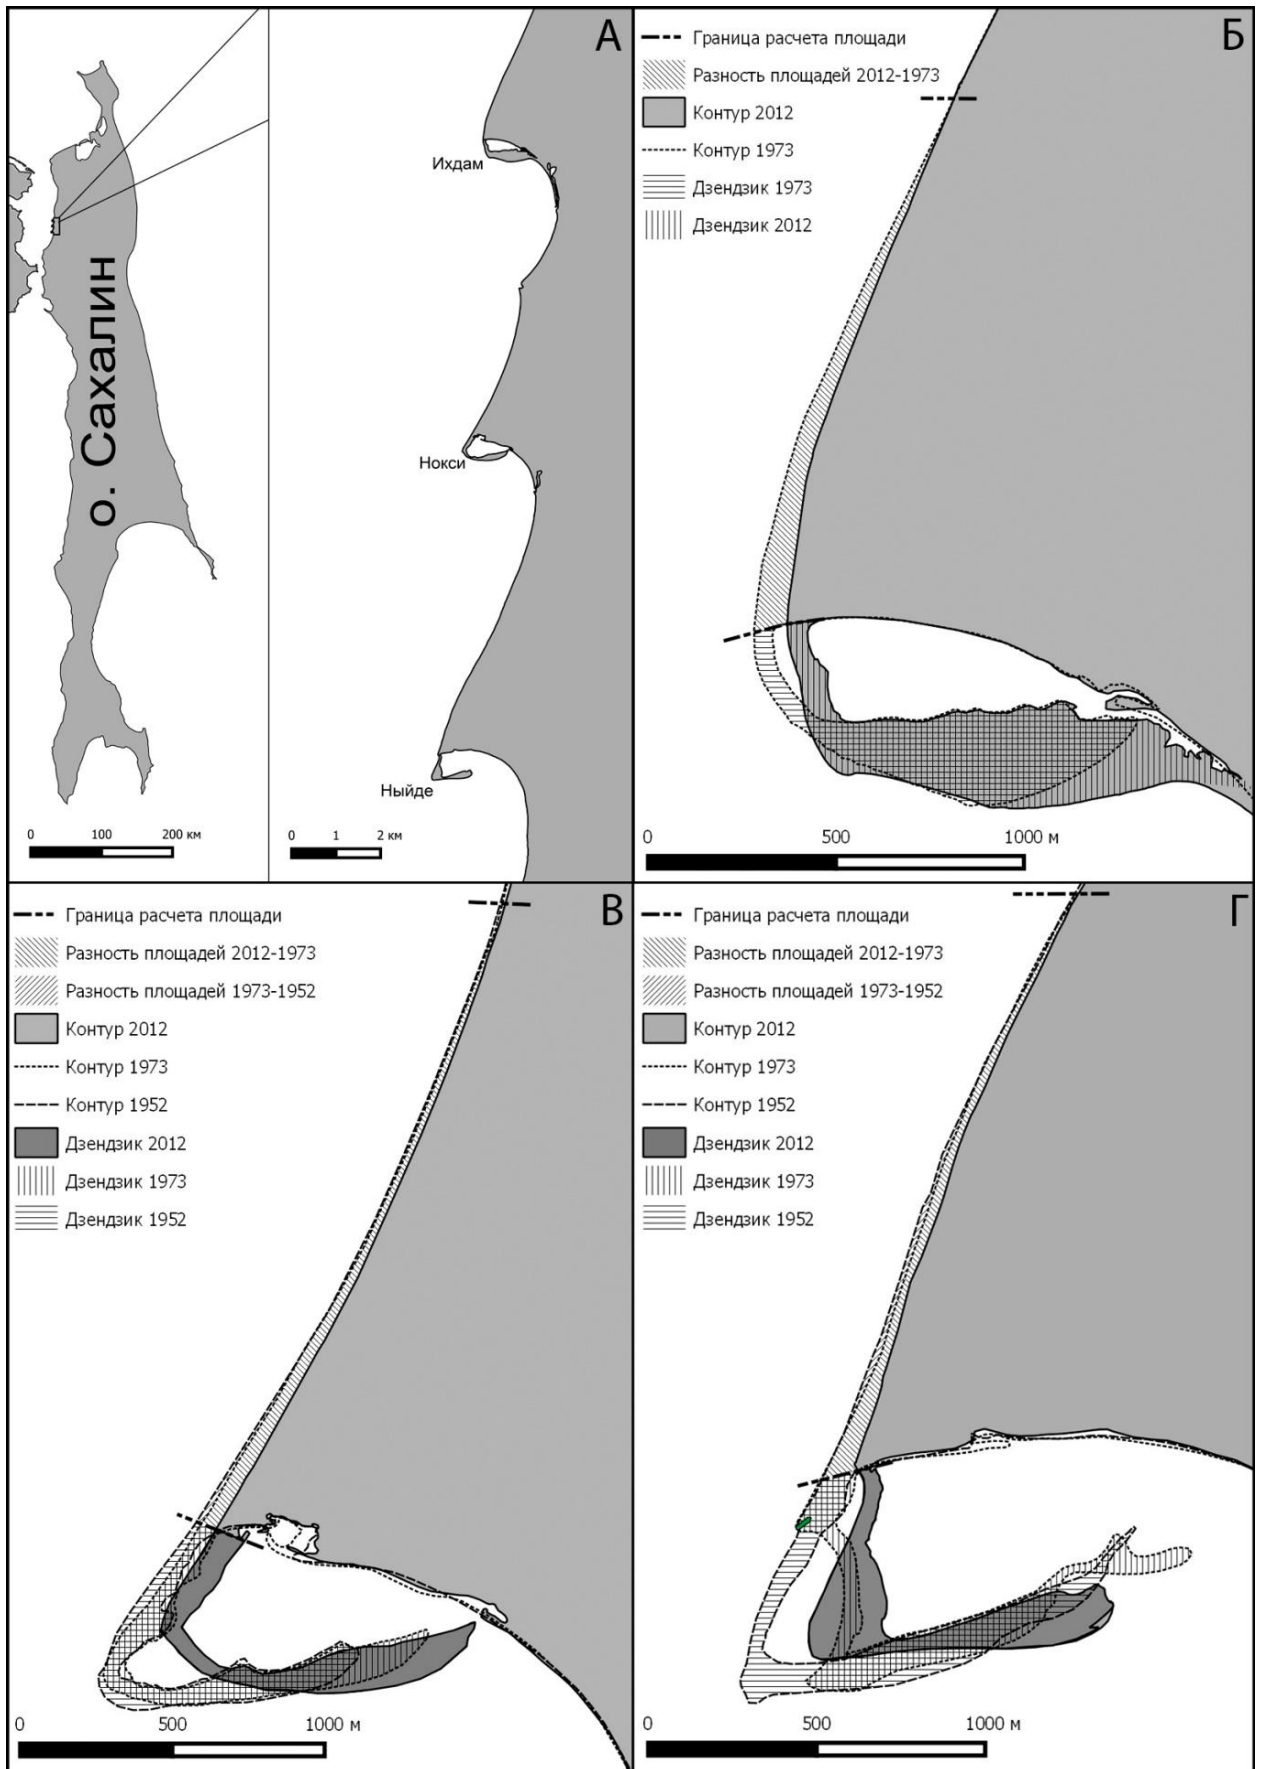 А
о. Сахалин
Ихдам
Нокси
Ныйде
0 100 200 км
0 1 2 км
Б
Граница расчета площади
Разность площадей 2012-1973
Контур 2012
Контур 1973
Дзендзик 1973
Дзендзик 2012
0 500 1000 м
В
Граница расчета площади
Разность площадей 2012-1973
Разность площадей 1973-1952
Контур 2012
Контур 1973
Контур 1952
Дзендзик 2012
Дзендзик 1973
Дзендзик 1952
0 500 1000 м
Г
Граница расчета площади
Разность площадей 2012-1973
Разность площадей 1973-1952
Контур 2012
Контур 1973
Контур 1952
Дзендзик 2012
Дзендзик 1973
Дзендзик 1952
0 500 1000 м